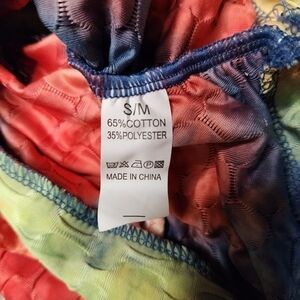 S/M
65%COTTON
35%POLYESTER
MADE IN CHINA